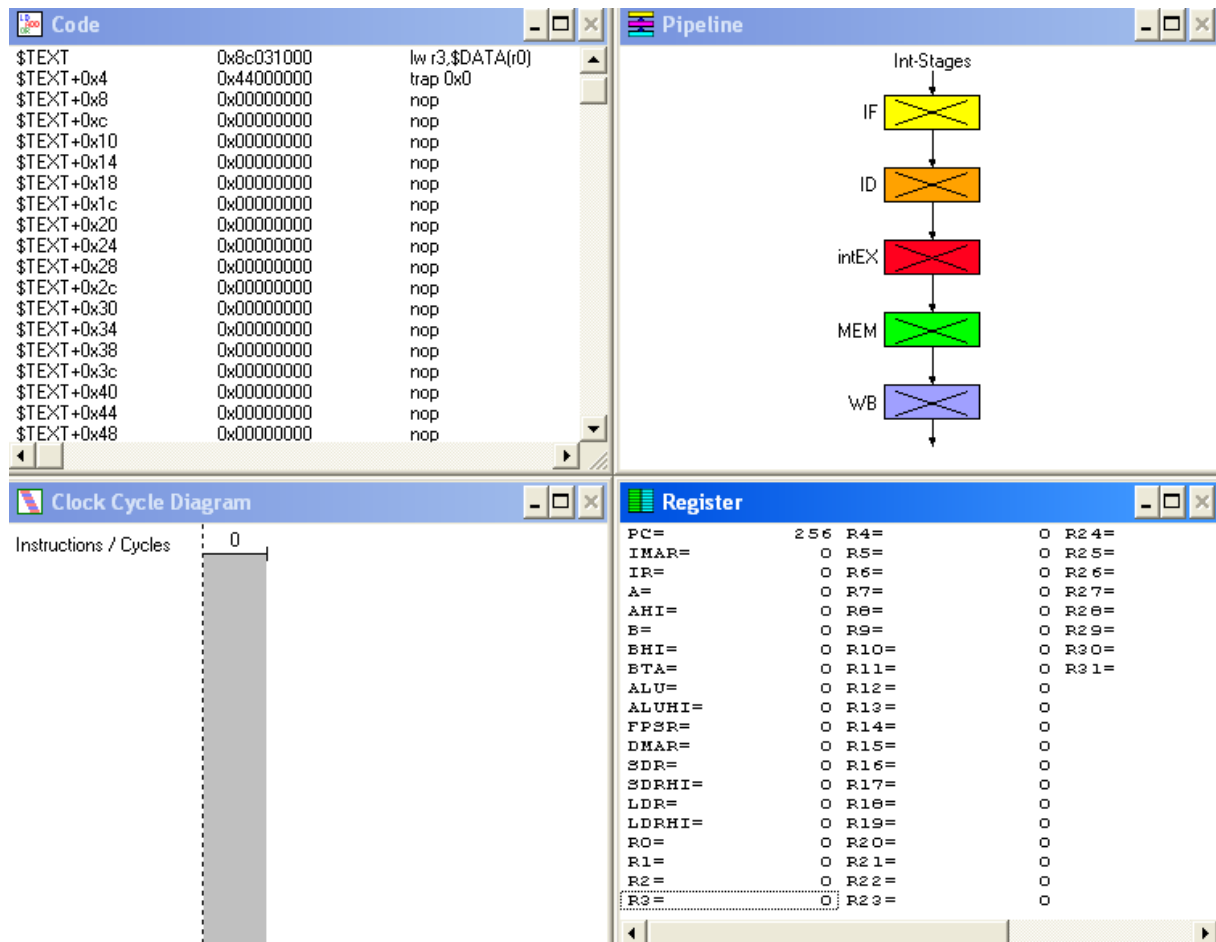 Code
$TEXT 0x8c031000 lw r3,$DATA(r0)
$TEXT+0x4 0x44000000 trap 0x0
$TEXT+0x8 0x00000000 nop
$TEXT+0xc 0x00000000 nop
$TEXT+0x10 0x00000000 nop
$TEXT+0x14 0x00000000 nop
$TEXT+0x18 0x00000000 nop
$TEXT+0x1c 0x00000000 nop
$TEXT+0x20 0x00000000 nop
$TEXT+0x24 0x00000000 nop
$TEXT+0x28 0x00000000 nop
$TEXT+0x2c 0x00000000 nop
$TEXT+0x30 0x00000000 nop
$TEXT+0x34 0x00000000 nop
$TEXT+0x38 0x00000000 nop
$TEXT+0x3c 0x00000000 nop
$TEXT+0x40 0x00000000 nop
$TEXT+0x44 0x00000000 nop
$TEXT+0x48 0x00000000 nop
Pipeline
Int-Stages
IF
ID
intEX
MEM
WB
Clock Cycle Diagram
Instructions / Cycles 0
Register
PC= 256 R4= 0 R24=
IMAR= 0 R5= 0 R25=
IR= 0 R6= 0 R26=
A= 0 R7= 0 R27=
AHI= 0 R8= 0 R28=
B= 0 R9= 0 R29=
BHI= 0 R10= 0 R30=
BTA= 0 R11= 0 R31=
ALU= 0 R12= 0
ALUHI= 0 R13= 0
FPSR= 0 R14= 0
DMAR= 0 R15= 0
SDR= 0 R16= 0
SDRHI= 0 R17= 0
LDR= 0 R18= 0
LDRHI= 0 R19= 0
R0= 0 R20= 0
R1= 0 R21= 0
R2= 0 R22= 0
R3= 0 R23= 0